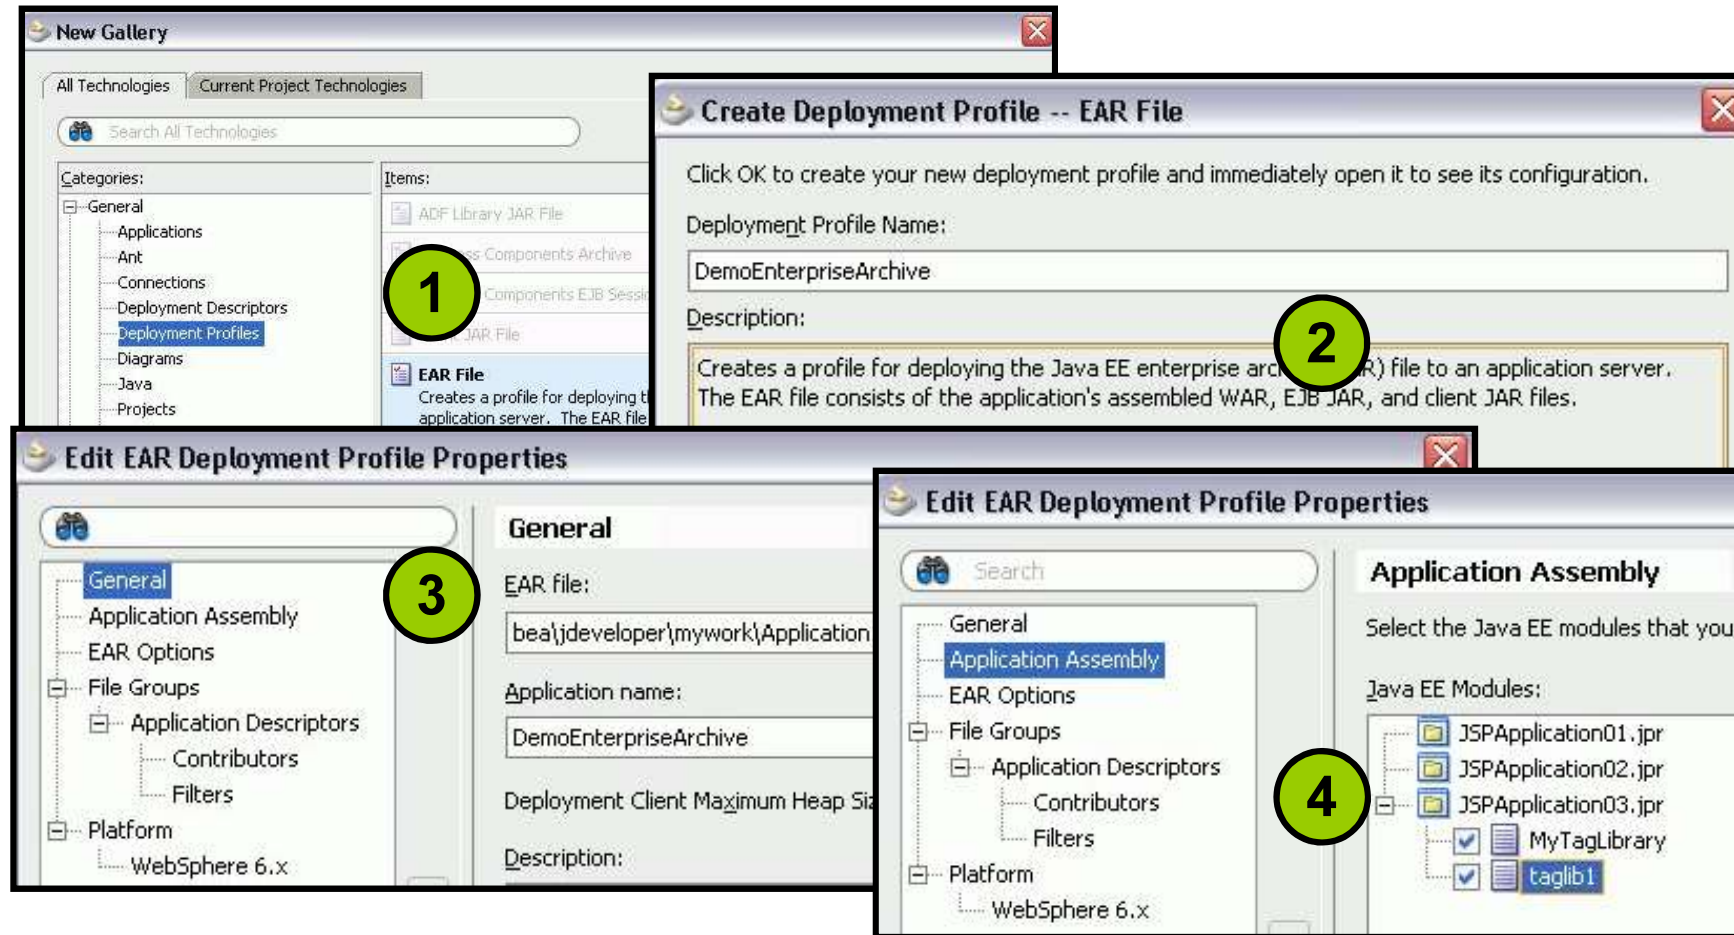 New Gallery
All Technologies
Current Project Technologies
Search All Technologies
Categories:
General
Applications
Ant
Connections
Deployment Descriptors
Deployment Profiles
Diagrams
Java
Projects
Items:
ADF Library JAR File
Components Archive
Components EJB
JAR File
EAR File
Creates a profile for deploying
application server. The EAR file
1
Create Deployment Profile -- EAR File
Click OK to create your new deployment profile and immediately open it to see its configuration.
Deployment Profile Name:
DemoEnterpriseArchive
Description:
Creates a profile for deploying the Java EE enterprise file to an application server.
The EAR file consists of the application's assembled WAR, EJB JAR, and client JAR files.
2
Edit EAR Deployment Profile Properties
General
Application Assembly
EAR Options
File Groups
Application Descriptors
Contributors
Filters
Platform
WebSphere 6.x
3
General
EAR file:
bea\jdeveloper\mywork\Application
Application name:
DemoEnterpriseArchive
Deployment Client Maximum Heap
Description:
Edit EAR Deployment Profile Properties
Search
General
Application Assembly
EAR Options
File Groups
Application Descriptors
Contributors
Filters
Platform
WebSphere 6.x
4
Application Assembly
Select the Java EE modules that you
Java EE Modules:
JSPApplication01.jpr
JSPApplication02.jpr
JSPApplication03.jpr
MyTagLibrary
taglib1